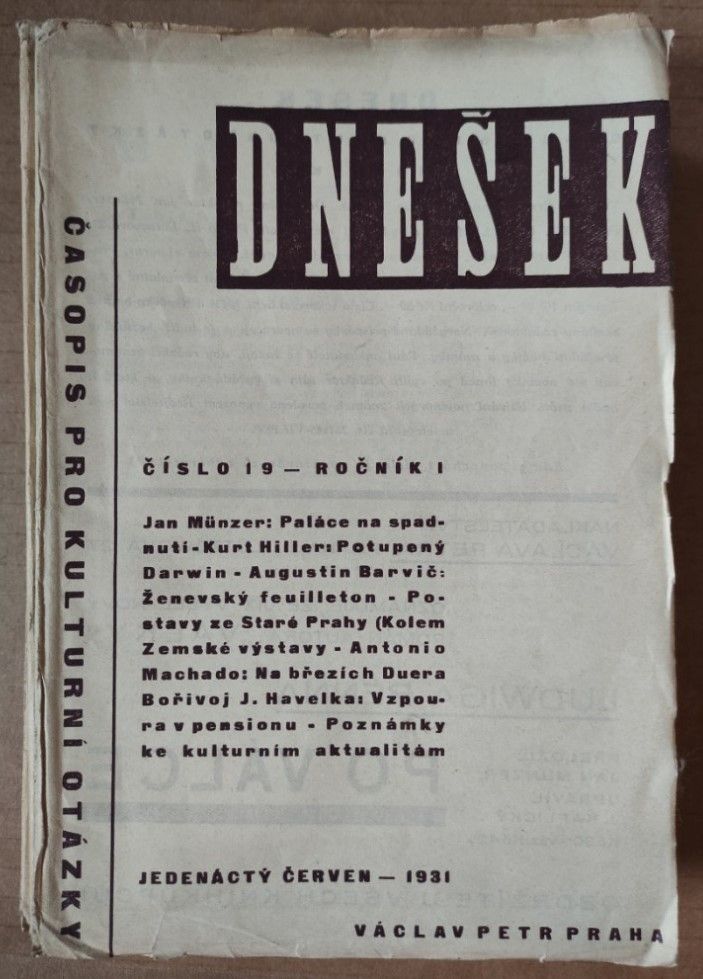 DNEŠEK
ČASOPIS PRO KULTURNÍ OTÁZKY
ČÍSLO 19 — ROČNÍK I
Jan Münzer: Paláce na spad-
nutí - Kurt Hiller: Potupený
Darwin - Augustin Barvič:
Ženevský feuilleton - Po-
stavy ze Staré Prahy (Kolem
Zemské výstavy - Antonio
Machado: Na březích Duera
Bořivoj J. Havelka: Vzpou-
ra v pensionu - Poznámky
ke kulturním aktualitám
JEDENÁCTÝ ČERVEN — 1931
VÁCLAV PETR PRAHA